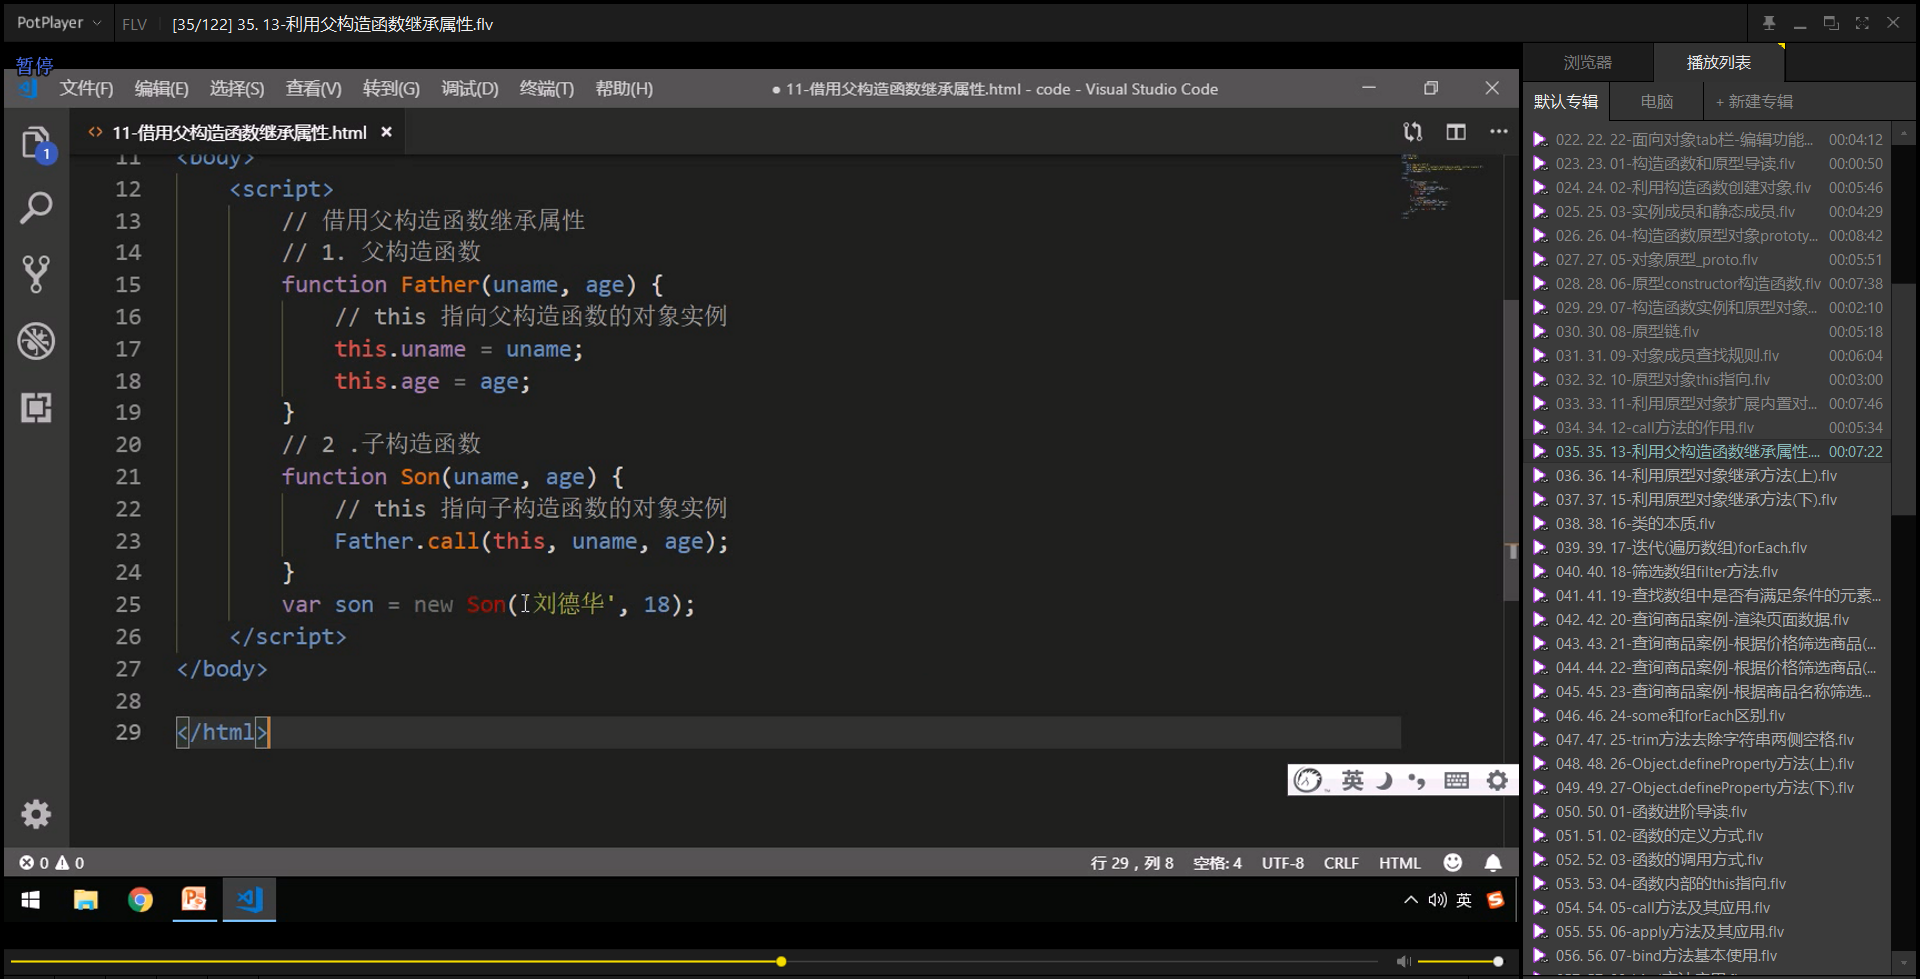 PotPlayer FLV [35/122] 35. 13-利用父构造函数继承属性.flv
暂停
文件(F) 编辑(E) 选择(S) 查看(V) 转到(G) 调试(D) 终端(T) 帮助(H) ● 11-借用父构造函数继承属性.html - code - Visual Studio Code
<> 11-借用父构造函数继承属性.html ×
1
11 <body>
12 <script>
13 // 借用父构造函数继承属性
14 // 1. 父构造函数
15 function Father(uname, age) {
16 // this 指向父构造函数的对象实例
17 this.uname = uname;
18 this.age = age;
19 }
20 // 2 .子构造函数
21 function Son(uname, age) {
22 // this 指向子构造函数的对象实例
23 Father.call(this, uname, age);
24 }
25 var son = new Son('刘德华', 18);
26 </script>
27 </body>
28
29 </html>
英
0 0 行 29，列 8 空格: 4 UTF-8 CRLF HTML
英
浏览器 播放列表
默认专辑 电脑 + 新建专辑
022. 22. 22-面向对象tab栏-编辑功能... 00:04:12
023. 23. 01-构造函数和原型导读.flv 00:00:50
024. 24. 02-利用构造函数创建对象.flv 00:05:46
025. 25. 03-实例成员和静态成员.flv 00:04:29
026. 26. 04-构造函数原型对象prototy... 00:08:42
027. 27. 05-对象原型_proto.flv 00:05:51
028. 28. 06-原型constructor构造函数.flv 00:07:38
029. 29. 07-构造函数实例和原型对象... 00:02:10
030. 30. 08-原型链.flv 00:05:18
031. 31. 09-对象成员查找规则.flv 00:06:04
032. 32. 10-原型对象this指向.flv 00:03:00
033. 33. 11-利用原型对象扩展内置对... 00:07:46
034. 34. 12-call方法的作用.flv 00:05:34
035. 35. 13-利用父构造函数继承属性.... 00:07:22
036. 36. 14-利用原型对象继承方法(上).flv
037. 37. 15-利用原型对象继承方法(下).flv
038. 38. 16-类的本质.flv
039. 39. 17-迭代(遍历数组)forEach.flv
040. 40. 18-筛选数组filter方法.flv
041. 41. 19-查找数组中是否有满足条件的元素...
042. 42. 20-查询商品案例-渲染页面数据.flv
043. 43. 21-查询商品案例-根据价格筛选商品(...
044. 44. 22-查询商品案例-根据价格筛选商品(...
045. 45. 23-查询商品案例-根据商品名称筛选...
046. 46. 24-some和forEach区别.flv
047. 47. 25-trim方法去除字符串两侧空格.flv
048. 48. 26-Object.defineProperty方法(上).flv
049. 49. 27-Object.defineProperty方法(下).flv
050. 50. 01-函数进阶导读.flv
051. 51. 02-函数的定义方式.flv
052. 52. 03-函数的调用方式.flv
053. 53. 04-函数内部的this指向.flv
054. 54. 05-call方法及其应用.flv
055. 55. 06-apply方法及其应用.flv
056. 56. 07-bind方法基本使用.flv